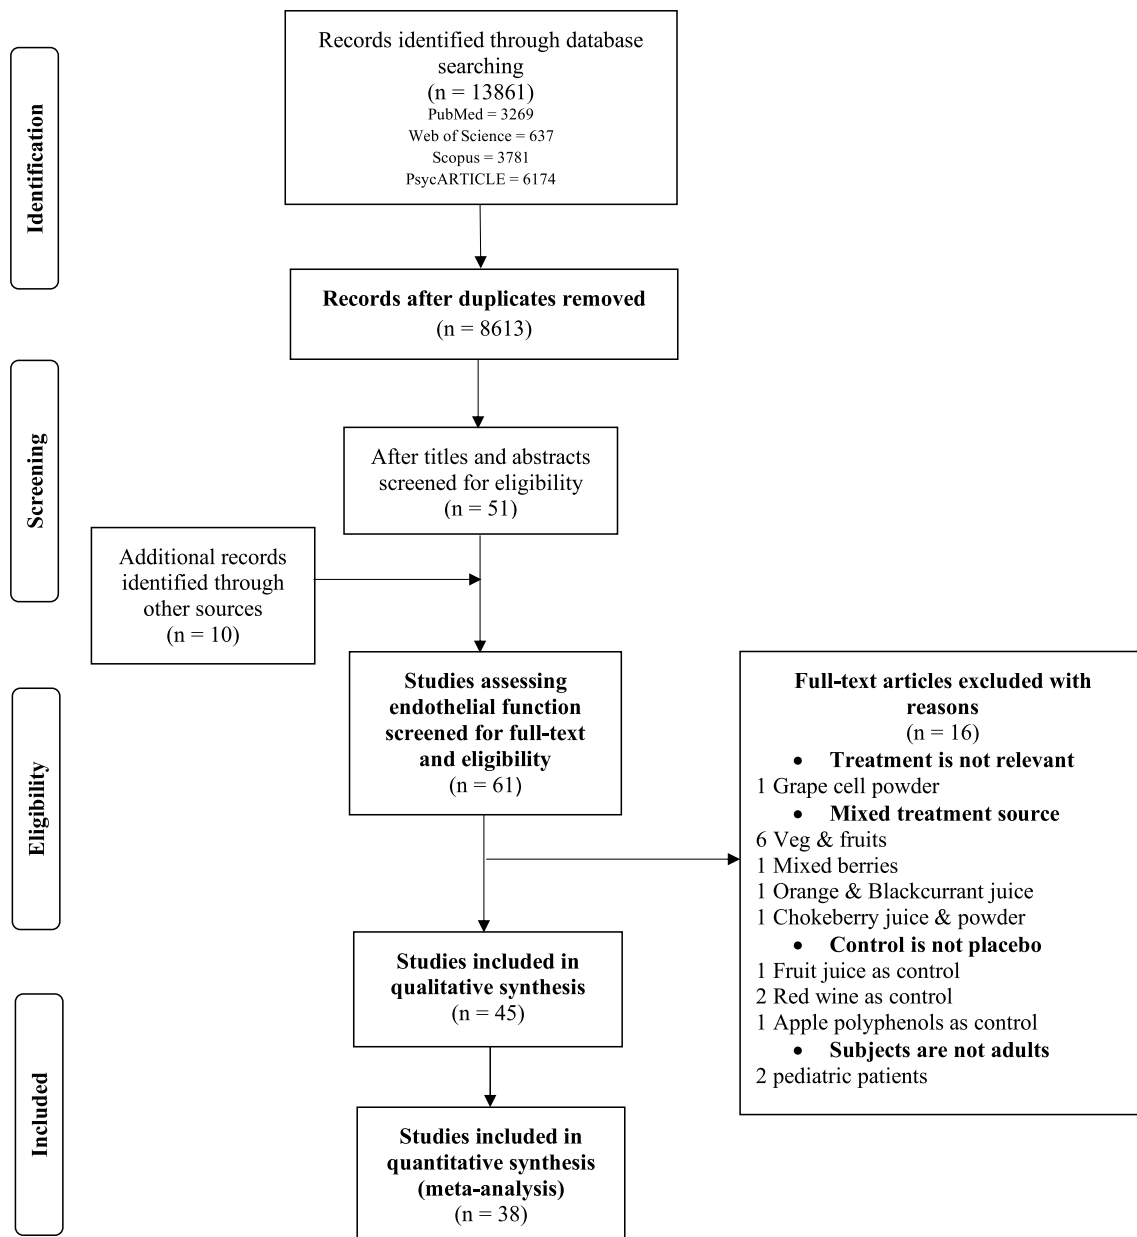 Identification
Records identified through database
searching
(n = 13861)
PubMed = 3269
Web of Science = 637
Scopus = 3781
PsycARTICLE = 6174
Records after duplicates removed
(n = 8613)
Screening
After titles and abstracts
screened for eligibility
(n = 51)
Additional records
identified through
other sources
(n = 10)
Eligibility
Studies assessing
endothelial function
screened for full-text
and eligibility
(n = 61)
Full-text articles excluded with
reasons
(n = 16)
• Treatment is not relevant
1 Grape cell powder
• Mixed treatment source
6 Veg & fruits
1 Mixed berries
1 Orange & Blackcurrant juice
1 Chokeberry juice & powder
• Control is not placebo
1 Fruit juice as control
2 Red wine as control
1 Apple polyphenols as control
• Subjects are not adults
2 pediatric patients
Studies included in
qualitative synthesis
(n = 45)
Included
Studies included in
quantitative synthesis
(meta-analysis)
(n = 38)